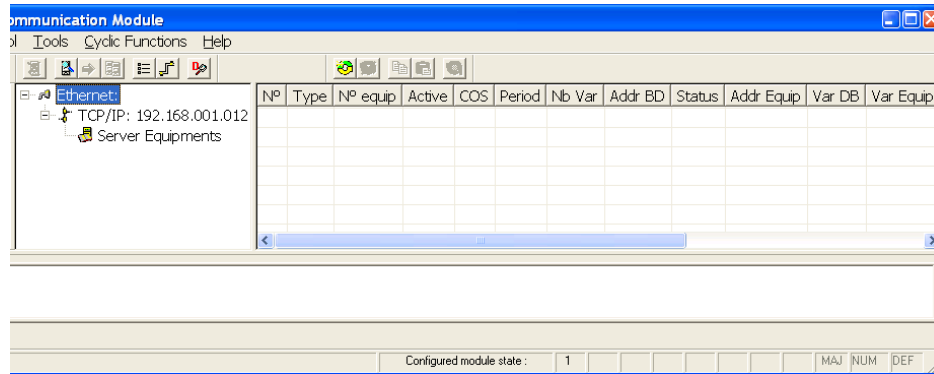 ommunication Module
ol Tools Cyclic Functions Help
Ethernet:
TCP/IP: 192.168.001.012
Server Equipments
Nº Type Nº equip Active COS Period Nb Var Addr BD Status Addr Equip Var DB Var Equip
Configured module state : 1 MAJ NUM DEF